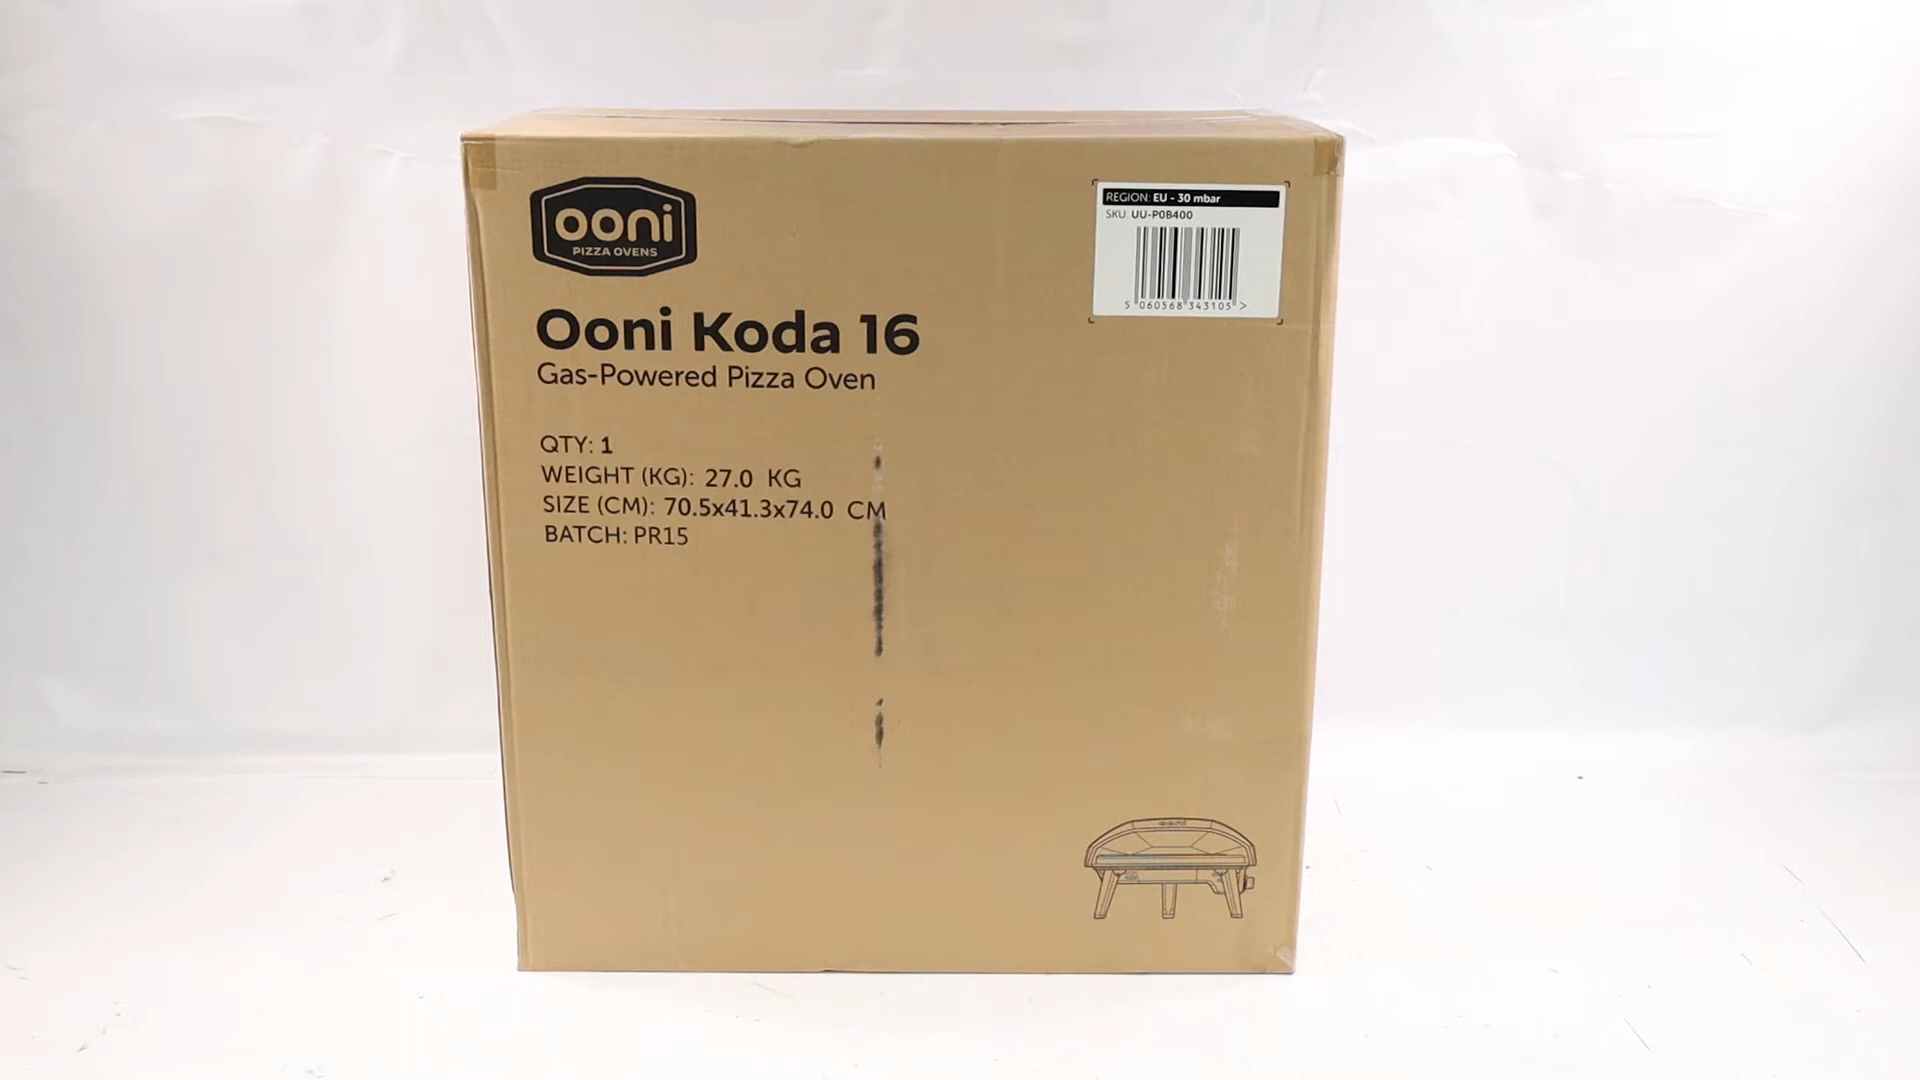 ooni
PIZZA OVENS
REGION: EU - 30 mbar
SKU: UU-P0B400
5 060568 343105 >
Ooni Koda 16
Gas-Powered Pizza Oven
QTY: 1
WEIGHT (KG): 27.0 KG
SIZE (CM): 70.5x41.3x74.0 CM
BATCH: PR15
ooni